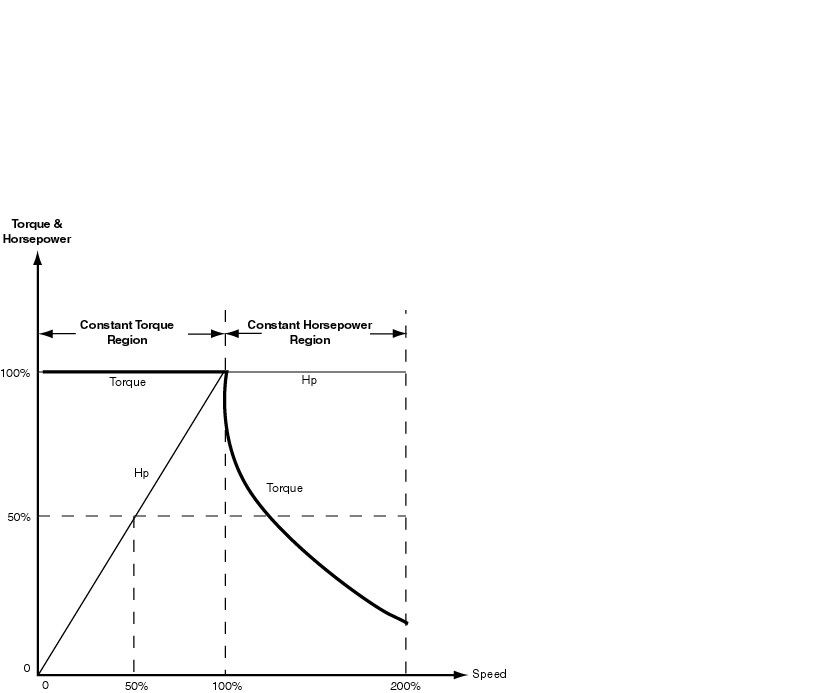 Torque &
Horsepower
Constant Torque
Region
Constant Horsepower
Region
100%
Torque
Hp
Hp
Torque
50%
0
0
50%
100%
200%
Speed